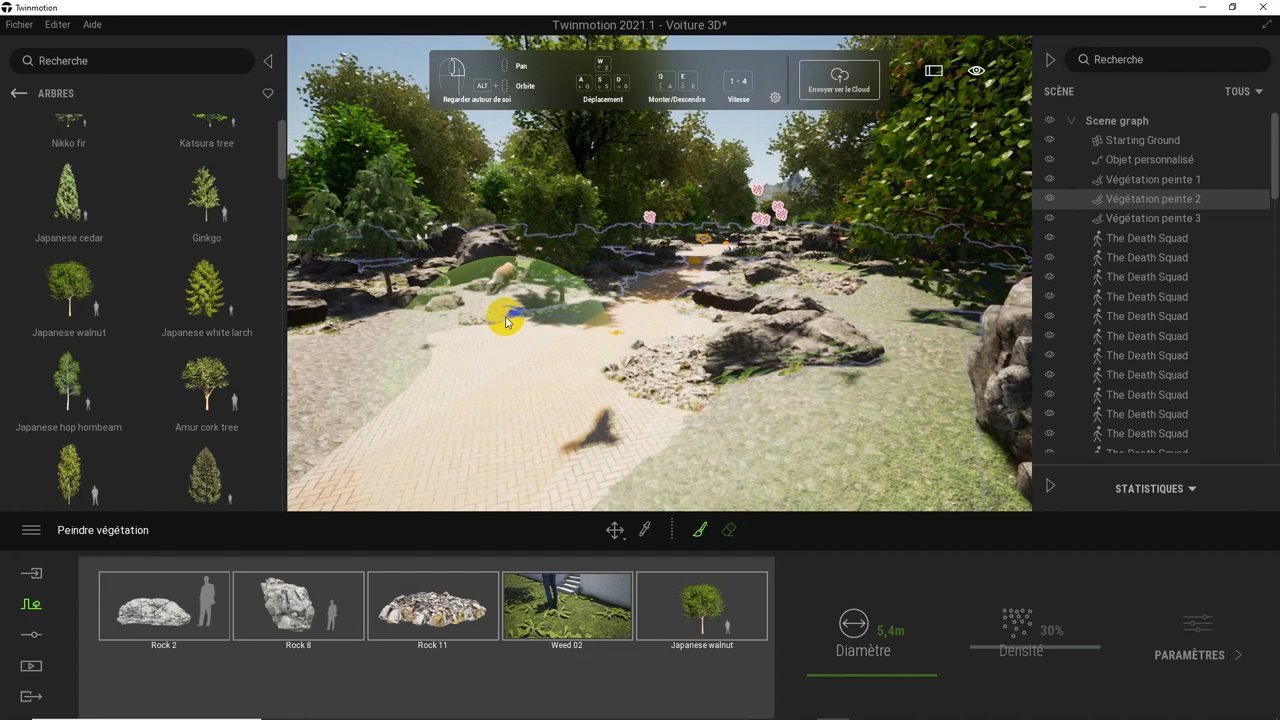 Twinmotion
Fichier Editer Aide
Twinmotion 2021.1 - Voiture 3D*
Recherche
ARBRES
Nikko fir
Katsura tree
Japanese cedar
Ginkgo
Japanese walnut
Japanese white larch
Japanese hop hornbeam
Amur cork tree
Pan
ALT +
Orbite
Regarder autour de soi
W
A S D
Déplacement
Q E
Monter/Descendre
1 - 4
Vitesse
Envoyer ver le Cloud
Recherche
SCÈNE
TOUS
Scene graph
Starting Ground
Objet personnalisé
Végétation peinte 1
Végétation peinte 2
Végétation peinte 3
The Death Squad
The Death Squad
The Death Squad
The Death Squad
The Death Squad
The Death Squad
The Death Squad
The Death Squad
The Death Squad
The Death Squad
The Death Squad
The Death Squad
STATISTIQUES
Peindre végétation
Rock 2
Rock 8
Rock 11
Weed 02
Japanese walnut
5,4m
Diamètre
30%
Densité
PARAMÈTRES